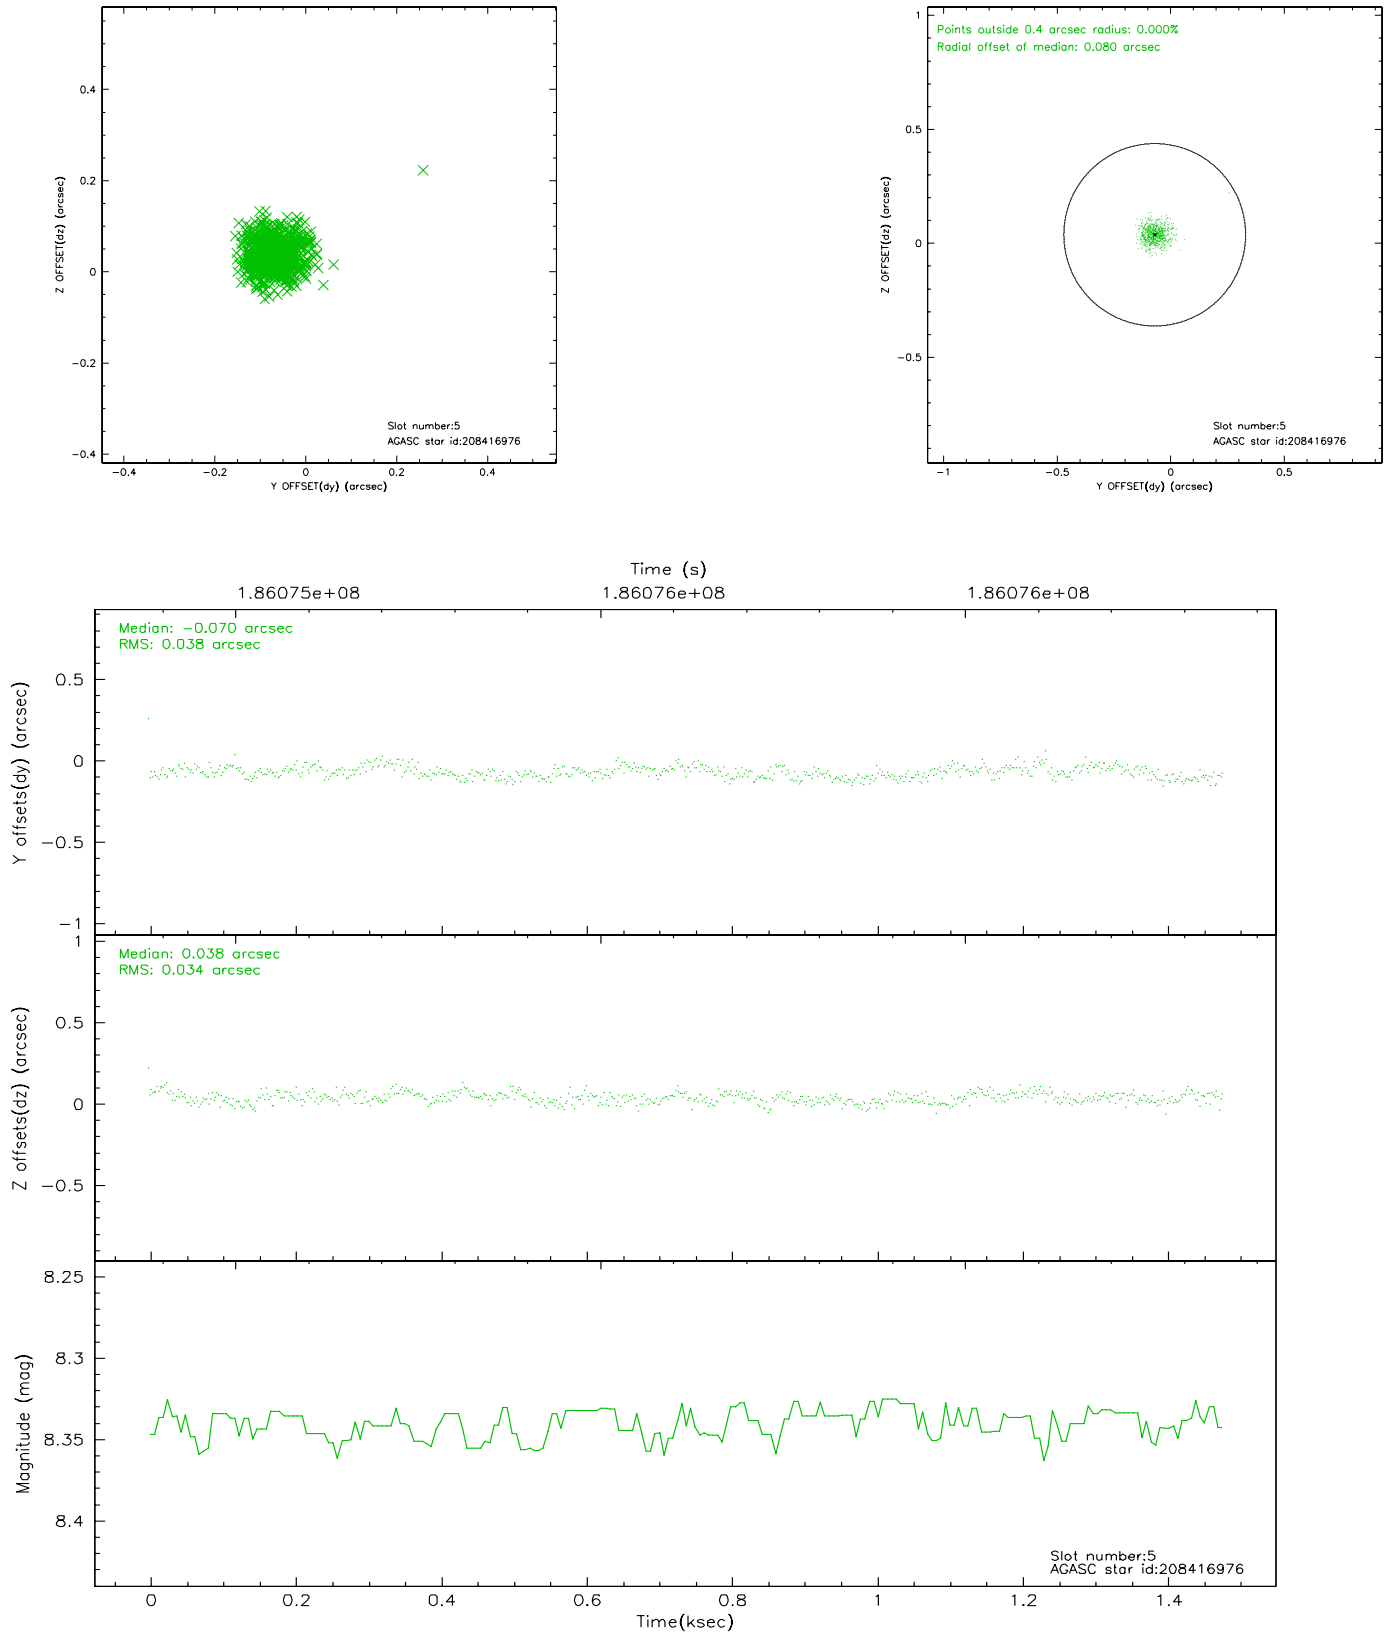 0.4
0.2
0
−0.2
−0.4
Z OFFSET(dz) (arcsec)
Slot number:5
AGASC star id:208416976
−0.4 −0.2 0 0.2 0.4
Y OFFSET(dy) (arcsec)
Points outside 0.4 arcsec radius: 0.000%
Radial offset of median: 0.080 arcsec
1
0.5
0
−0.5
Z OFFSET(dz) (arcsec)
Slot number:5
AGASC star id:208416976
−1 −0.5 0 0.5
Y OFFSET(dy) (arcsec)
Time (s)
1.86075e+08 1.86076e+08 1.86076e+08
Median: −0.070 arcsec
RMS: 0.038 arcsec
0.5
0
−0.5
−1
Y offsets(dy) (arcsec)
Median: 0.038 arcsec
RMS: 0.034 arcsec
1
0.5
0
−0.5
Z offsets(dz) (arcsec)
8.25
8.3
8.35
8.4
Magnitude (mag)
Slot number:5
AGASC star id:208416976
0 0.2 0.4 0.6 0.8 1 1.2 1.4
Time(ksec)